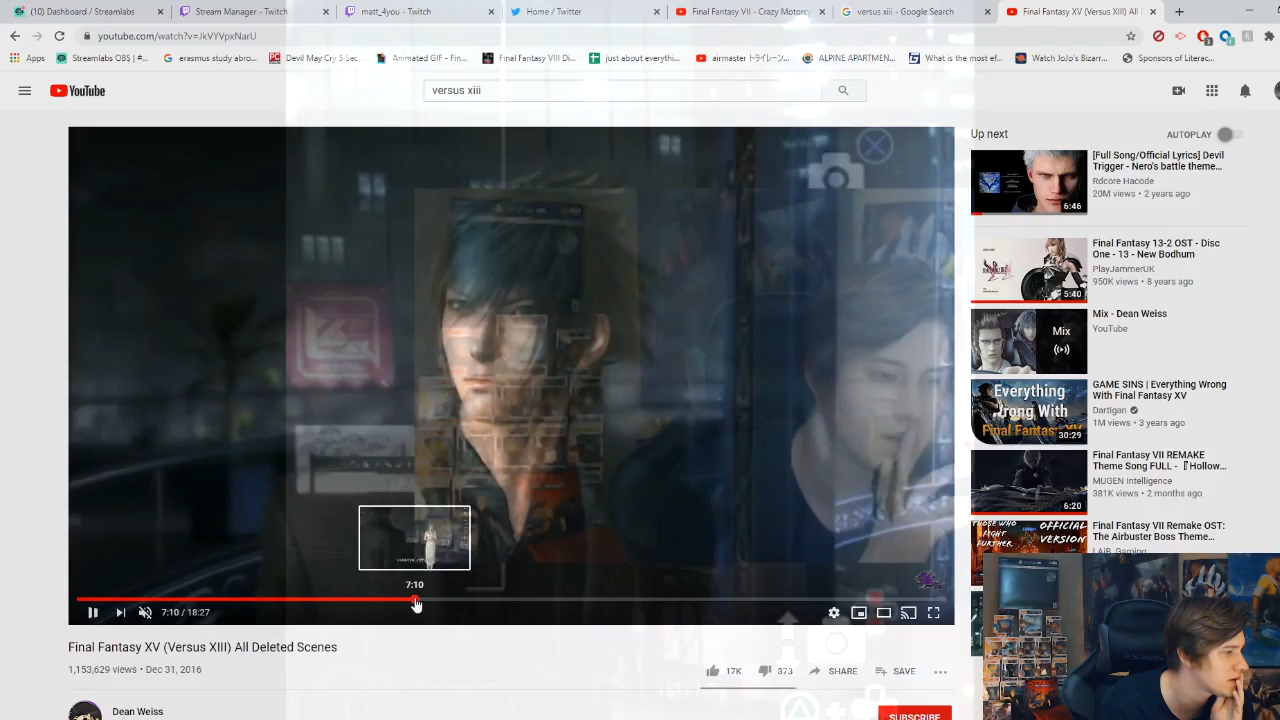 (10) Dashboard / Streamlabs
Stream Manager - Twitch
matt_4you - Twitch
Home / Twitter
Final Fantasy VII - Crazy Motorc
versus xiii - Google Search
Final Fantasy XV (Versus XIII) All D
youtube.com/watch?v=JkVYVpxNarU
Apps
Streamlabs OBS | #...
Devil May Cry 5 Sec...
Animated GIF - Fin...
Final Fantasy VIII Di...
just about everythi...
airmaster トレイレーン...
ALPINE APARTMEN...
What is the most ef...
Watch JoJo's Bizarr...
Sponsors of Literac...
YouTube
versus xiii
Up next
AUTOPLAY
[Full Song/Official Lyrics] Devil
Trigger - Nero's battle theme...
Rdcore Hacode
20M views • 2 years ago
6:46
Final Fantasy 13-2 OST - Disc
One - 13 - New Bodhum
PlayJammerUK
950K views • 8 years ago
5:40
Mix - Dean Weiss
YouTube
Mix
GAME SINS | Everything Wrong
With Final Fantasy XV
Dartigan
1M views • 3 years ago
Everything
Wrong With
Final Fantasy XV
30:29
Final Fantasy VII REMAKE
Theme Song FULL - 『Hollow...
MUGEN Intelligence
381K views • 2 months ago
6:20
Final Fantasy VII Remake OST:
The Airbuster Boss Theme...
LAiB Gaming
THOSE WHO
FIGHT
FURTHER
OFFICIAL
VERSION
7:10
7:10 / 18:27
Final Fantasy XV (Versus XIII) All Deleted Scenes
1,153,629 views • Dec 31, 2016
373
SHARE
SAVE
Dean Weiss
SUBSCRIBE